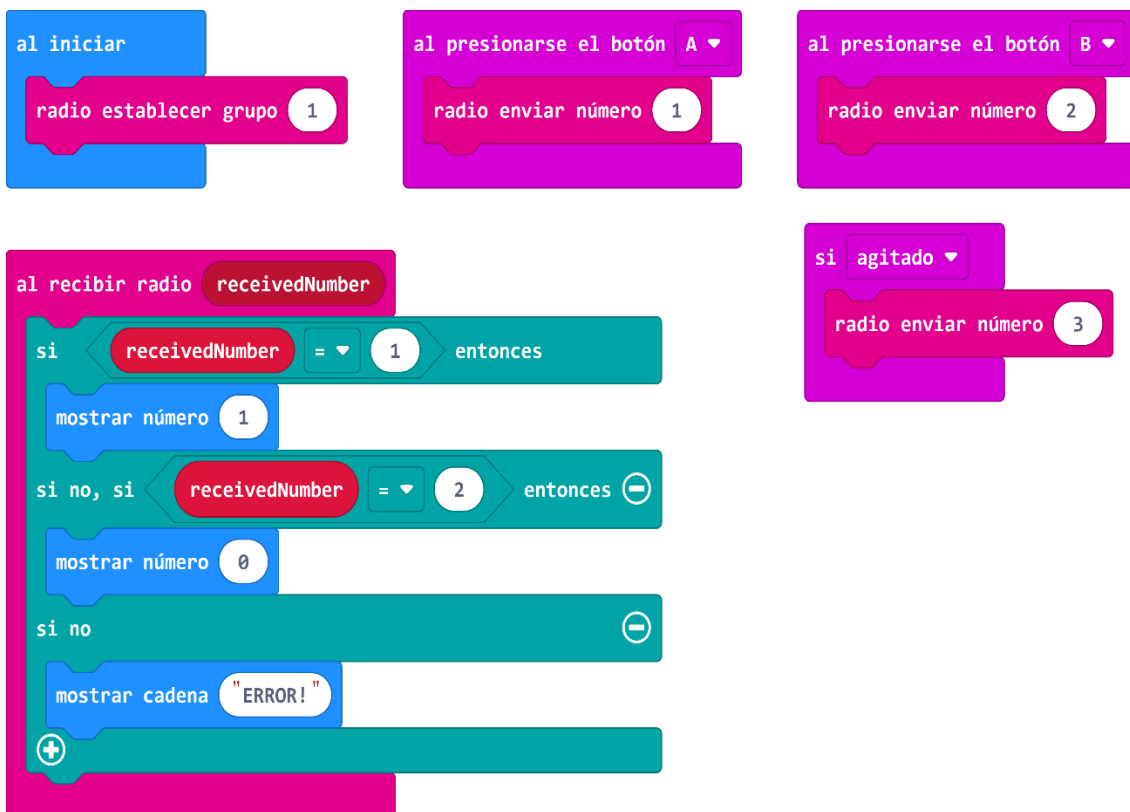 al iniciar
radio establecer grupo 1
al presionarse el botón A
radio enviar número 1
al presionarse el botón B
radio enviar número 2
al recibir radio receivedNumber
si receivedNumber = 1 entonces
mostrar número 1
si no, si receivedNumber = 2 entonces
mostrar número 0
si no
mostrar cadena "ERROR!"
si agitado
radio enviar número 3